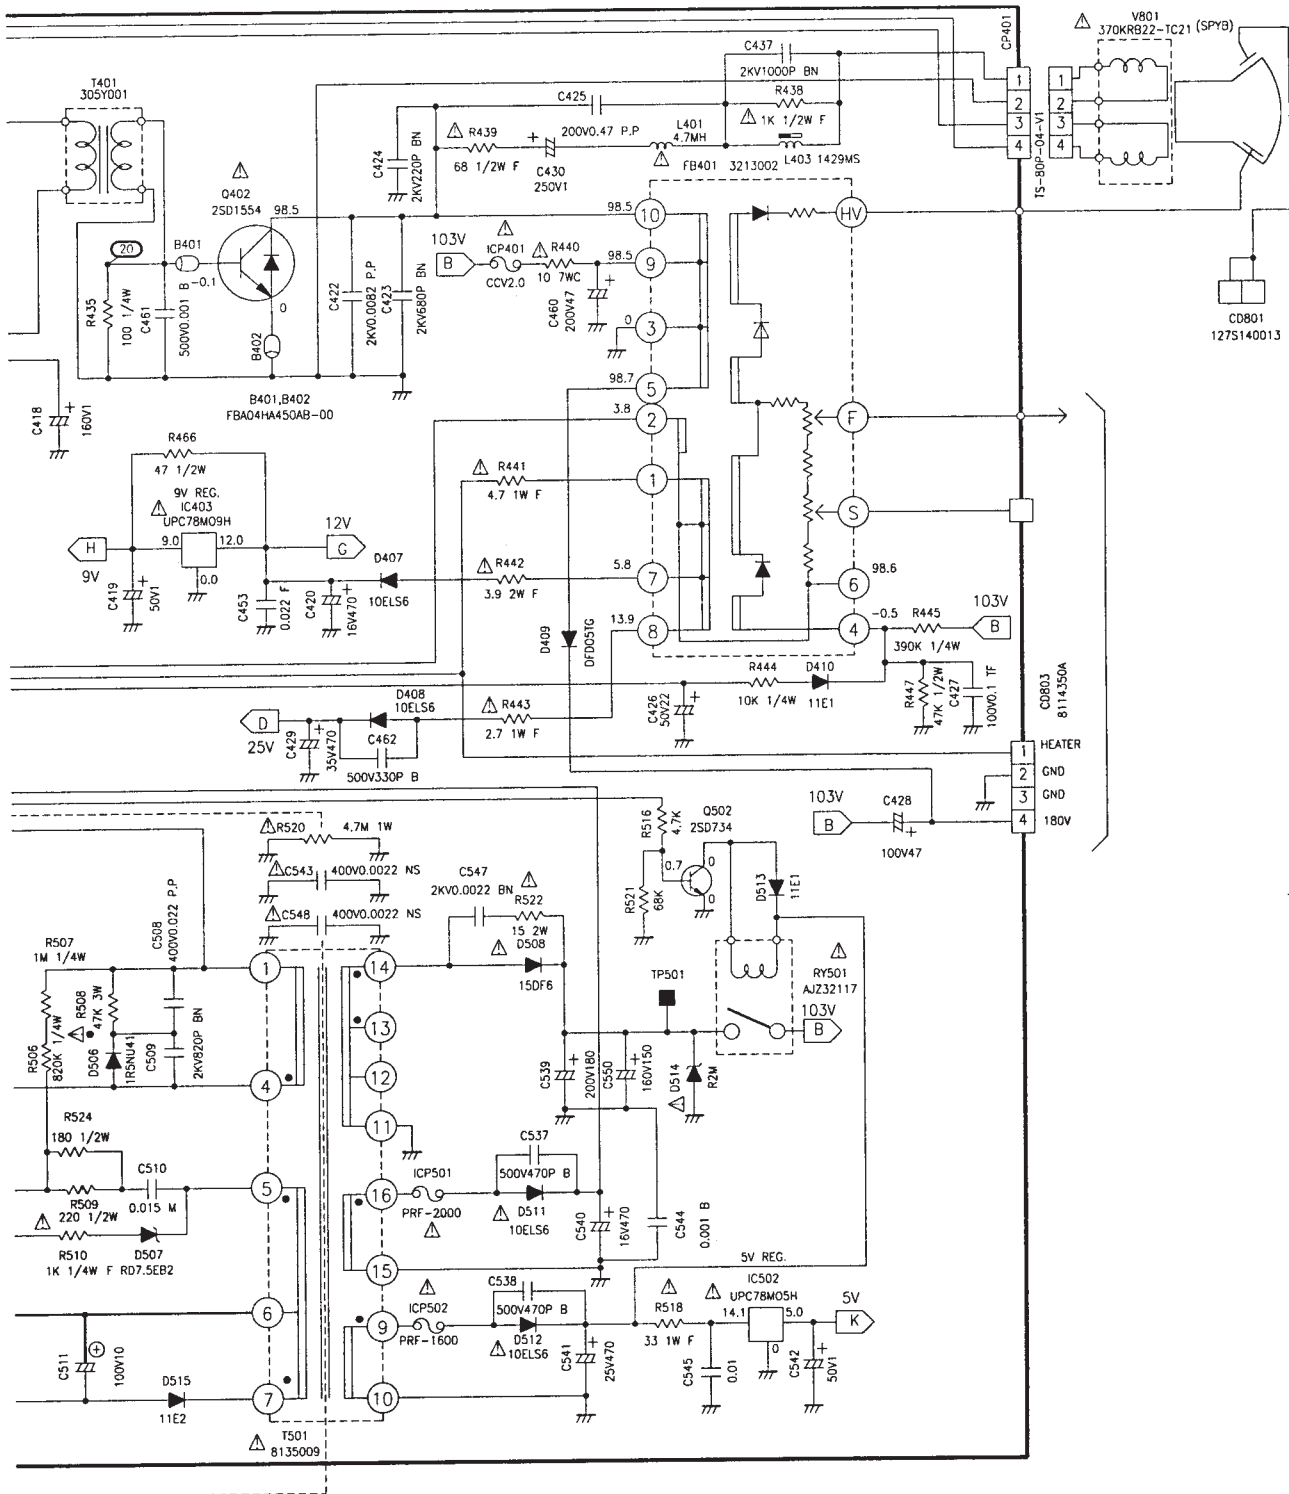 V801
370KRB22-TC21 (SPYB)
CP401
C437
2KV1000P BN
T401
305Y001
R438
1K 1/2W F
C425
200V0.47 P.P
L401
4.7MH
L403 1429MS
R439
68 1/2W F
C430
250V1
C424
2KV220P BN
FB401 3213002
1
2
3
4
1
2
3
4
TS-80P-04-V1
Q402
2SD1554
98.5
98.5
10
HV
20
B401
B -0.1
0
103V
B
ICP401
CCV2.0
R440
10 7WC
98.5
9
C460
200V47
0
3
R435
100 1/4W
C461
500V0.001
B402
C422
2KV0.0082 P.P
C423
2KV680P BN
CD801
127S140013
98.7
5
B401,B402
FBA04HA450AB-00
3.8
2
F
C418
160V1
R466
47 1/2W
R441
4.7 1W F
1
S
9V REG.
IC403
UPC78M09H
H
9V
9.0
12.0
0.0
12V
G
D407
10ELS6
R442
3.9 2W F
5.8
7
98.6
6
C419
50V1
C453
0.022 F
C420
16V470
D409
DFD05TG
13.9
8
4
-0.5
R445
390K 1/4W
103V
B
R444
10K 1/4W
D410
11E1
R447
47K 1/2W
C427
100V0.1 TF
CD803
8114350A
D408
10ELS6
R443
2.7 1W F
C426
50V22
D
25V
C429
35V470
C462
500V330P B
1
HEATER
2
GND
3
GND
4
180V
103V
B
C428
100V47
R520
4.7M 1W
C543
400V0.0022 NS
C548
400V0.0022 NS
C547
2KV0.0022 BN
R522
15 2W
D508
15DF6
R516
4.7K
Q502
2SD734
0.7
0
0
R521
68K
D513
11E1
C508
400V0.022 P.P
R507
1M 1/4W
R508
47K 3W
1
14
TP501
RY501
AJZ32117
103V
B
13
R506
820K 1/4W
D506
1R5NU41
C509
2KV820P BN
4
12
C539
200V180
C550
160V150
D514
R2M
11
R524
180 1/2W
C537
500V470P B
C510
0.015 M
5
16
ICP501
PRF-2000
D511
10ELS6
R509
220 1/2W
C540
16V470
C544
0.001 B
R510
1K 1/4W F
D507
RD7.5EB2
15
C538
500V470P B
5V REG.
IC502
UPC78M05H
6
9
ICP502
PRF-1600
D512
10ELS6
R518
33 1W F
14.1
5.0
0
5V
K
C511
100V10
C541
25V470
C545
0.01
C542
50V1
D515
11E2
7
10
T501
8135009